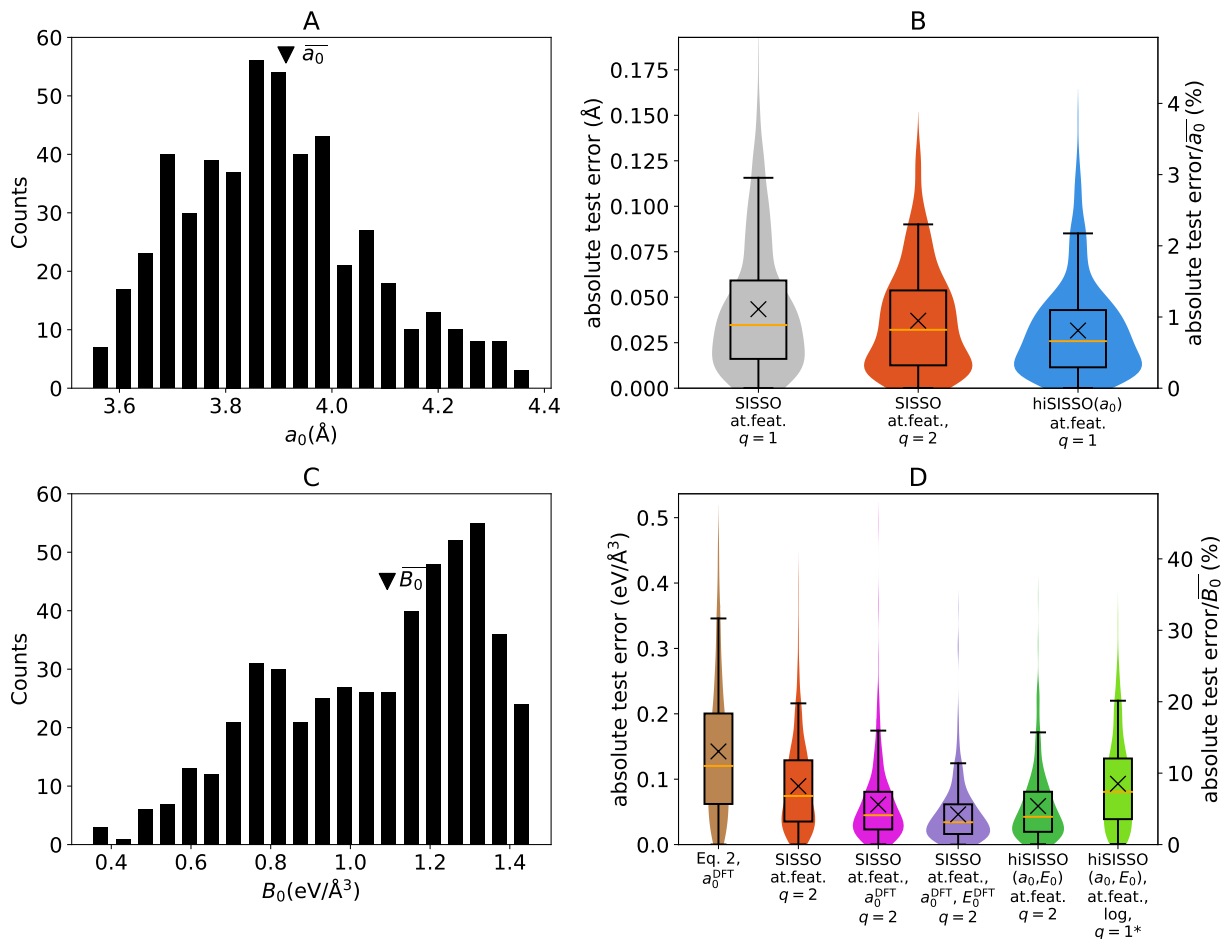 A
60
50
40
30
20
10
0
Counts
a₀
3.6 3.8 4.0 4.2 4.4
a₀(Å)
B
0.175
0.150
0.125
0.100
0.075
0.050
0.025
0.000
absolute test error (Å)
4
3
2
1
0
absolute test error/a₀ (%)
SISSO
at.feat.
q = 1
SISSO
at.feat.,
q = 2
hiSISSO(a₀)
at.feat.
q = 1
C
60
50
40
30
20
10
0
Counts
B₀
0.4 0.6 0.8 1.0 1.2 1.4
B₀(eV/Å³)
D
0.5
0.4
0.3
0.2
0.1
0.0
absolute test error (eV/Å³)
40
30
20
10
0
absolute test error/B₀ (%)
Eq. 2,
a₀ᴰᶠᵀ
SISSO
at.feat.
q = 2
SISSO
at.feat.,
a₀ᴰᶠᵀ
q = 2
SISSO
at.feat.,
a₀ᴰᶠᵀ, E₀ᴰᶠᵀ
q = 2
hiSISSO
(a₀,E₀)
at.feat.
q = 2
hiSISSO
(a₀, E₀),
at.feat.,
log,
q = 1*